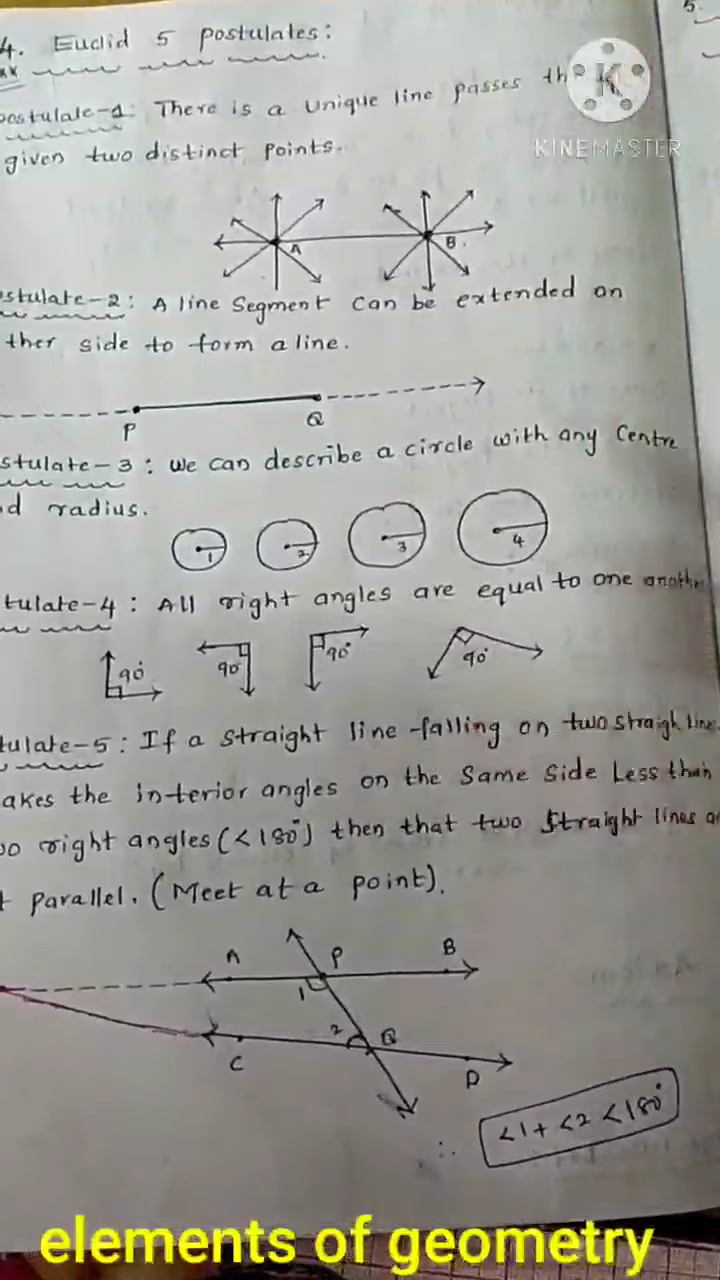 4. Euclid 5 postulates:
5.
postulate-1: There is a unique line passes
given two distinct points.
KINEMASTER
A B.
stulate-2: A line segment can be extended on
ther side to form a line.
P Q
stulate-3: we can describe a circle with any Centre
d radius.
1 2 3 4
tulate-4: All right angles are equal to one anoth
90° 90° 90° 90°
tulate-5: If a straight line falling on two straigh line
akes the interior angles on the same side Less than
o right angles (<180°) then that two straight lines a
t parallel. (Meet at a point).
A P B
1
2 Q
C D
∴ <1+<2<180°
elements of geometry